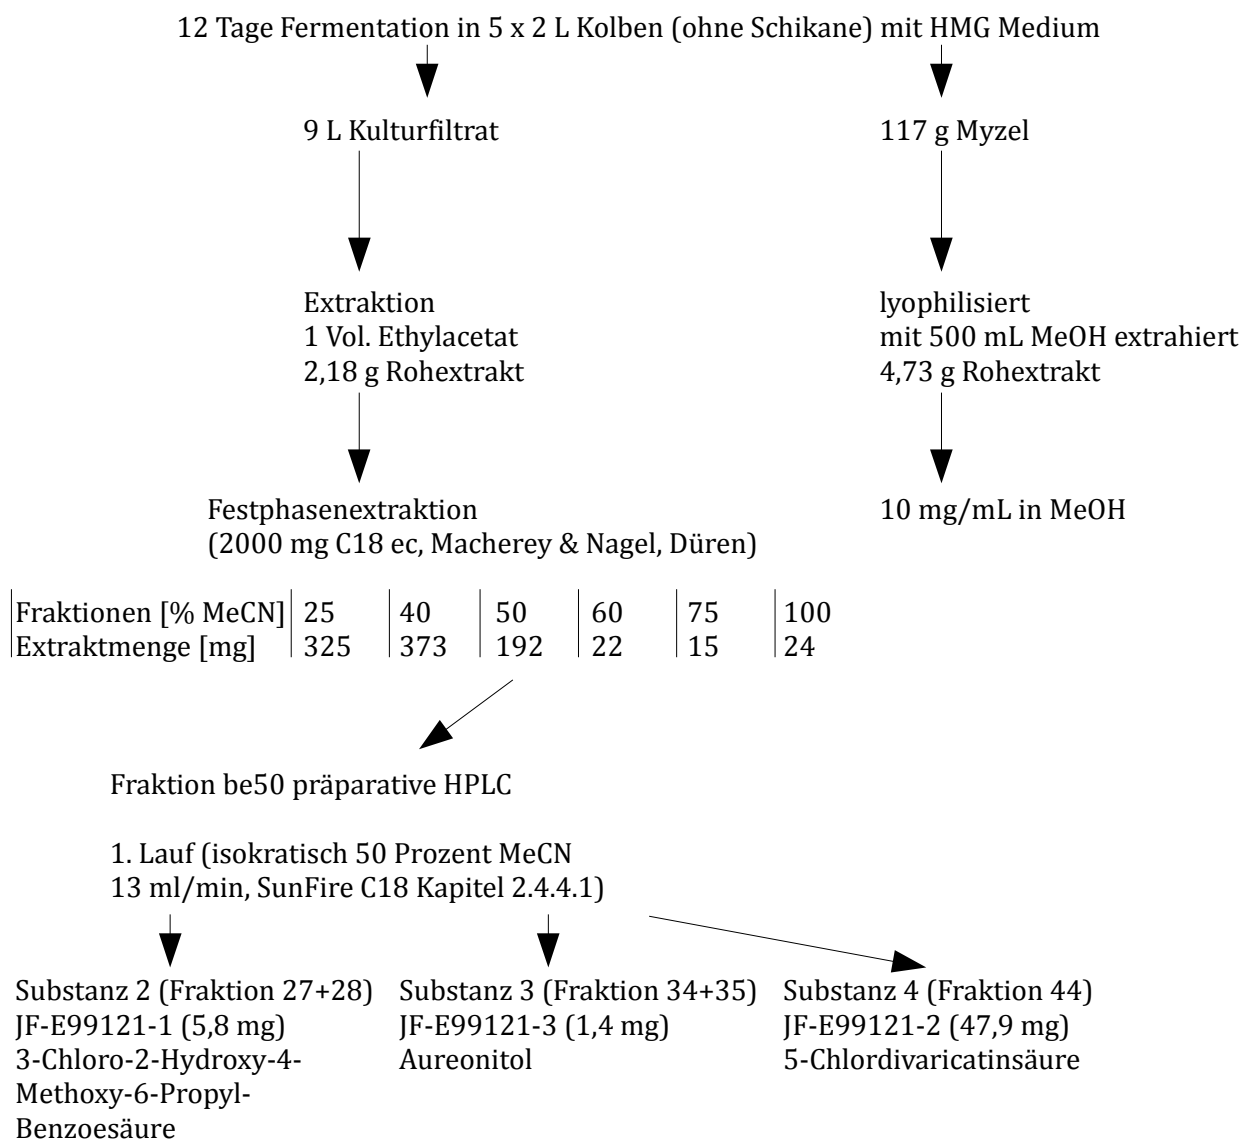 12 Tage Fermentation in 5 x 2 L Kolben (ohne Schikane) mit HMG Medium
9 L Kulturfiltrat
117 g Myzel
Extraktion
1 Vol. Ethylacetat
2,18 g Rohextrakt
lyophilisiert
mit 500 mL MeOH extrahiert
4,73 g Rohextrakt
Festphasenextraktion
(2000 mg C18 ec, Macherey & Nagel, Düren)
10 mg/mL in MeOH
Fraktionen [% MeCN] 25 40 50 60 75 100
Extraktmenge [mg] 325 373 192 22 15 24
Fraktion be50 präparative HPLC
1. Lauf (isokratisch 50 Prozent MeCN
13 ml/min, SunFire C18 Kapitel 2.4.4.1)
Substanz 2 (Fraktion 27+28)
JF-E99121-1 (5,8 mg)
3-Chloro-2-Hydroxy-4-
Methoxy-6-Propyl-
Benzoesäure
Substanz 3 (Fraktion 34+35)
JF-E99121-3 (1,4 mg)
Aureonitol
Substanz 4 (Fraktion 44)
JF-E99121-2 (47,9 mg)
5-Chlordivaricatinsäure